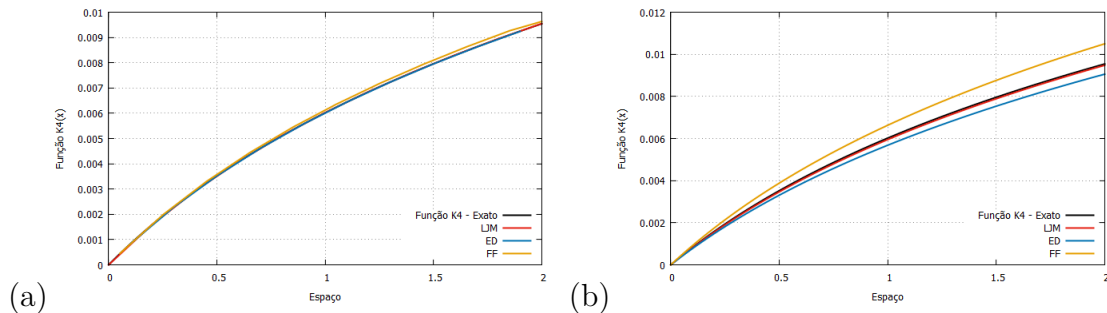 0.01
0.009
0.008
0.007
0.006
0.005
0.004
0.003
0.002
0.001
0
Função K4(x)
0
0.5
1
1.5
2
Espaço
Função K4 - Exato
LJM
ED
FF
(a)
0.012
0.01
0.008
0.006
0.004
0.002
0
Função K4(x)
0
0.5
1
1.5
2
Espaço
Função K4 - Exato
LJM
ED
FF
(b)